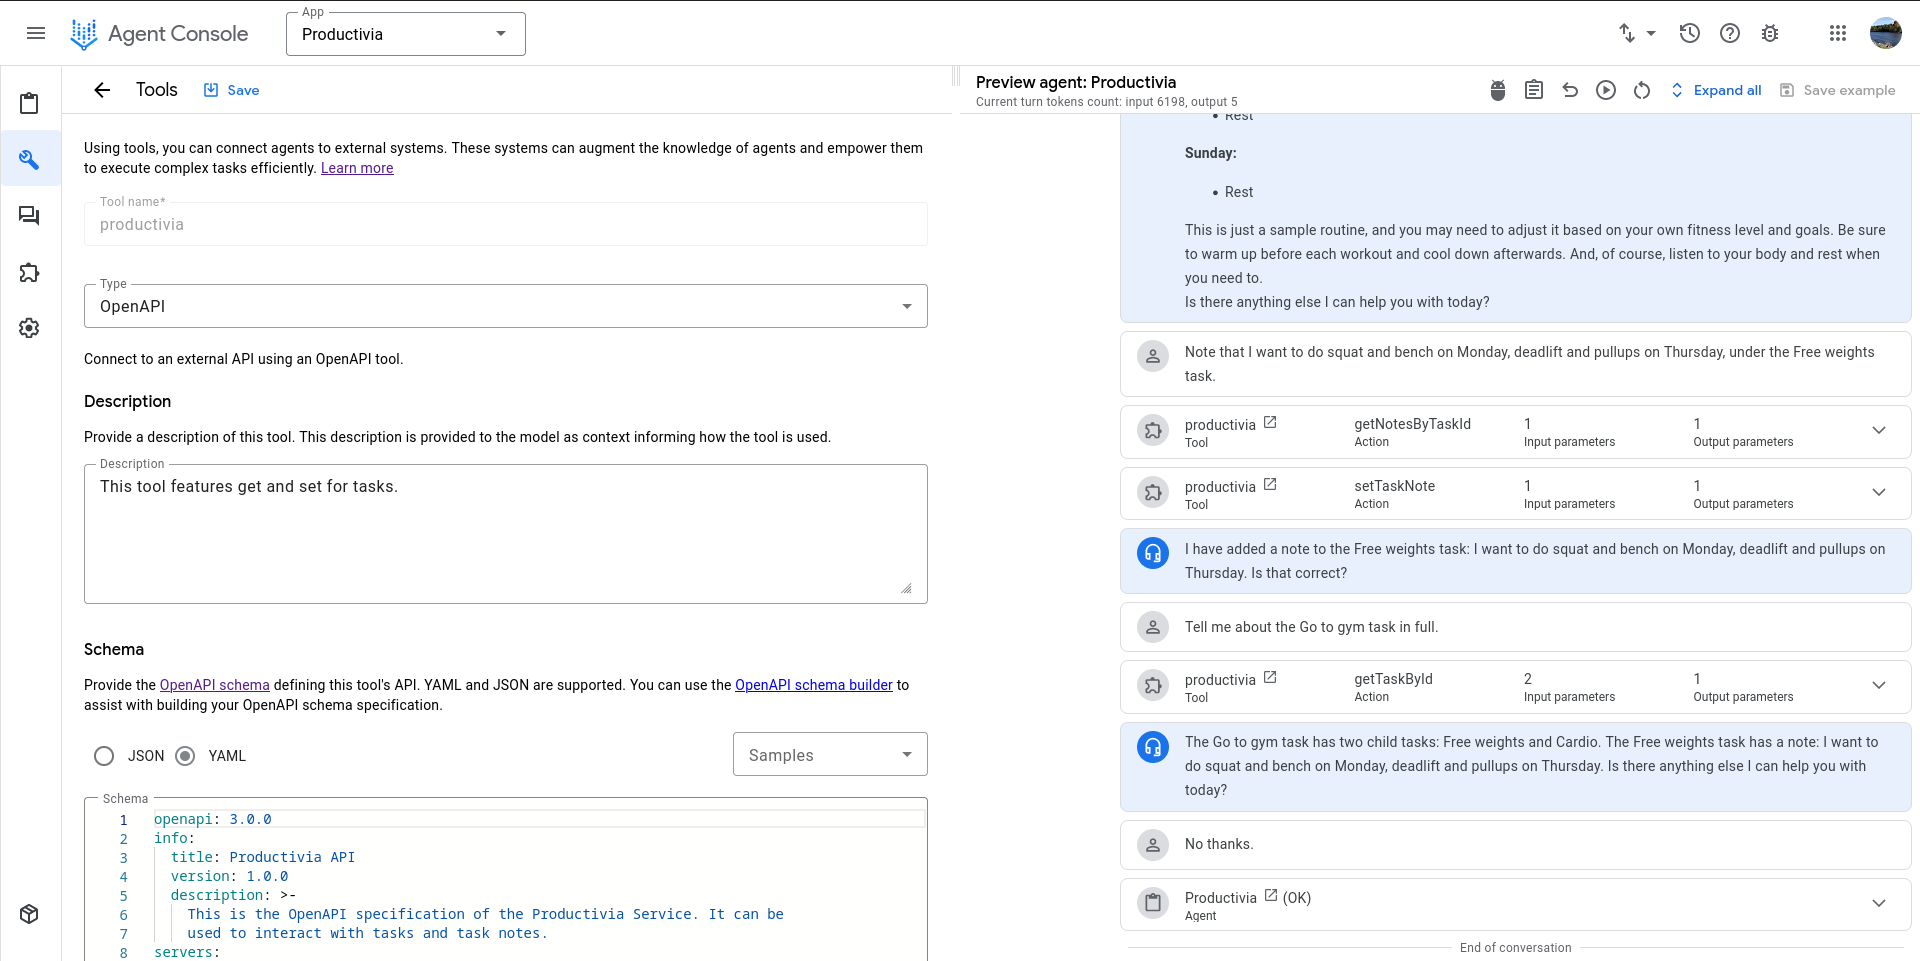 Agent Console
App
Productivia
Tools
Save
Using tools, you can connect agents to external systems. These systems can augment the knowledge of agents and empower them
to execute complex tasks efficiently. Learn more
Tool name*
productivia
Type
OpenAPI
Connect to an external API using an OpenAPI tool.
Description
Provide a description of this tool. This description is provided to the model as context informing how the tool is used.
Description
This tool features get and set for tasks.
Schema
Provide the OpenAPI schema defining this tool's API. YAML and JSON are supported. You can use the OpenAPI schema builder to
assist with building your OpenAPI schema specification.
JSON
YAML
Samples
Schema
1 openapi: 3.0.0
2 info:
3 title: Productivia API
4 version: 1.0.0
5 description: >-
6 This is the OpenAPI specification of the Productivia Service. It can be
7 used to interact with tasks and task notes.
8 servers:
Preview agent: Productivia
Current turn tokens count: input 6198, output 5
Expand all
Save example
• Rest
Sunday:
• Rest
This is just a sample routine, and you may need to adjust it based on your own fitness level and goals. Be sure
to warm up before each workout and cool down afterwards. And, of course, listen to your body and rest when
you need to.
Is there anything else I can help you with today?
Note that I want to do squat and bench on Monday, deadlift and pullups on Thursday, under the Free weights
task.
productivia getNotesByTaskId 1 1
Tool Action Input parameters Output parameters
productivia setTaskNote 1 1
Tool Action Input parameters Output parameters
I have added a note to the Free weights task: I want to do squat and bench on Monday, deadlift and pullups on
Thursday. Is that correct?
Tell me about the Go to gym task in full.
productivia getTaskById 2 1
Tool Action Input parameters Output parameters
The Go to gym task has two child tasks: Free weights and Cardio. The Free weights task has a note: I want to
do squat and bench on Monday, deadlift and pullups on Thursday. Is there anything else I can help you with
today?
No thanks.
Productivia (OK)
Agent
End of conversation